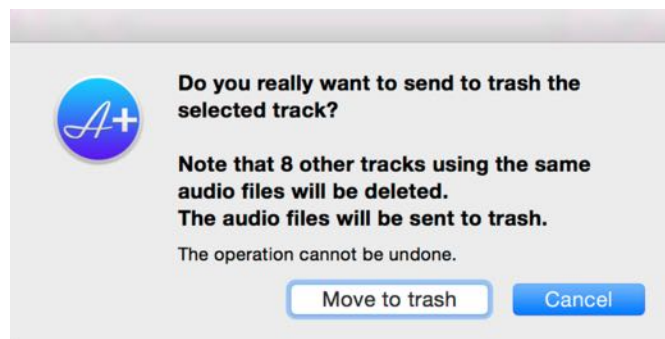 A+
Do you really want to send to trash the
selected track?
Note that 8 other tracks using the same
audio files will be deleted.
The audio files will be sent to trash.
The operation cannot be undone.
Move to trash
Cancel